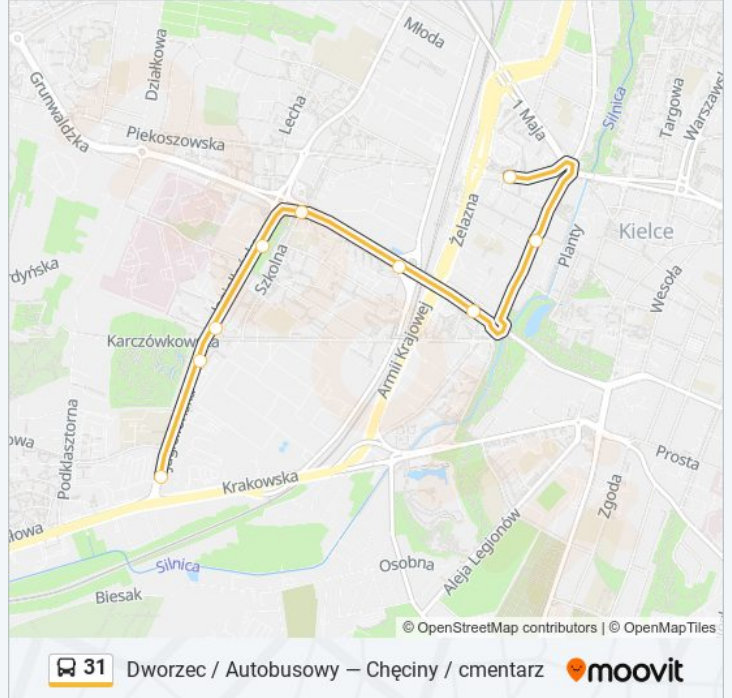 Młoda
Działkowa
Grunwaldzka
Lecha
Piekoszowska
1 Maja
Silnica
Targowa
Warszaws
Żelazna
Planty
Kielce
Szkolna
rdyńska
Wesoła
Karczówkowska
Armii Krajowej
Podklasztorna
owa
Krakowska
Prosta
Zgoda
łowa
Aleja Legionów
Silnica
Osobna
Biesak
© OpenStreetMap contributors | © OpenMapTiles
31 Dworzec / Autobusowy — Chęciny / cmentarz moovit